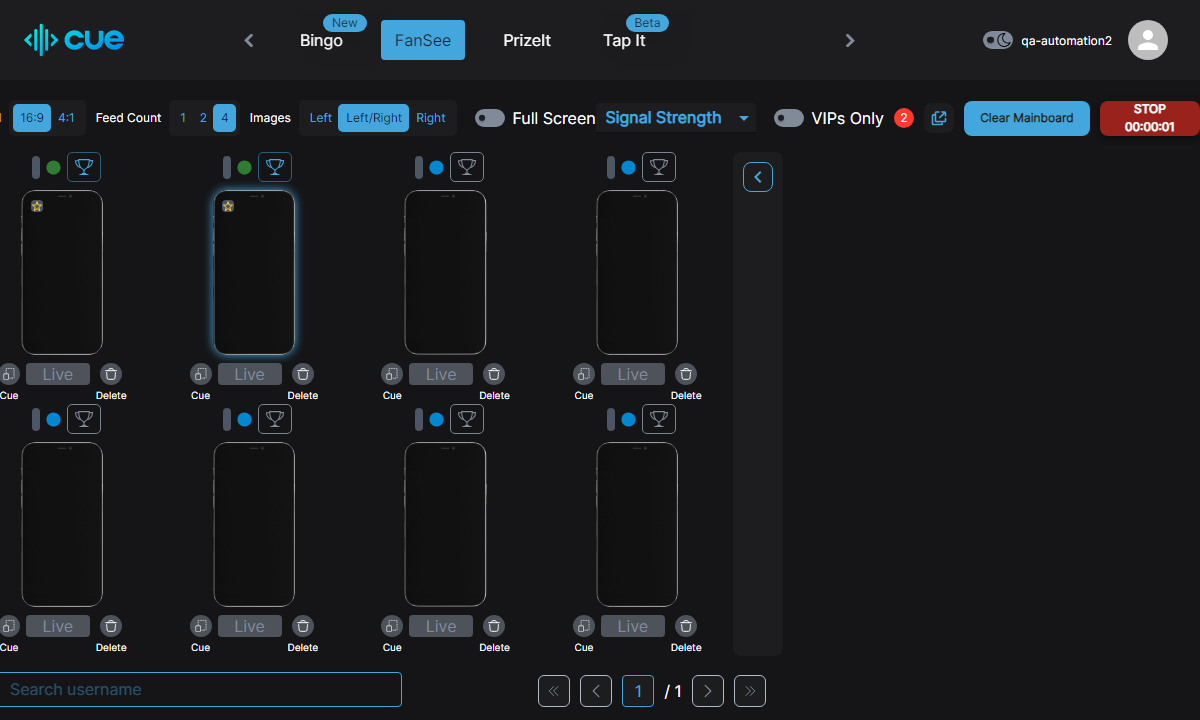 cue
New
Bingo
FanSee
PrizeIt
Beta
Tap It
qa-automation2
16:9
4:1
Feed Count
1
2
4
Images
Left
Left/Right
Right
Full Screen
Signal Strength
VIPs Only
2
Clear Mainboard
STOP
00:00:01
Live
Live
Live
Live
Cue
Delete
Cue
Delete
Cue
Delete
Cue
Delete
Live
Live
Live
Live
Cue
Delete
Cue
Delete
Cue
Delete
Cue
Delete
Search username
1
/ 1